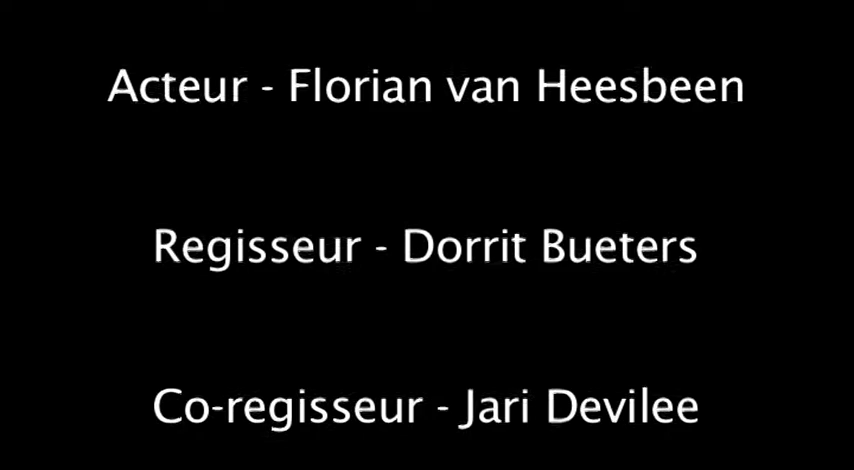 Acteur - Florian van Heesbeen
Regisseur - Dorrit Bueters
Co-regisseur - Jari Devilee